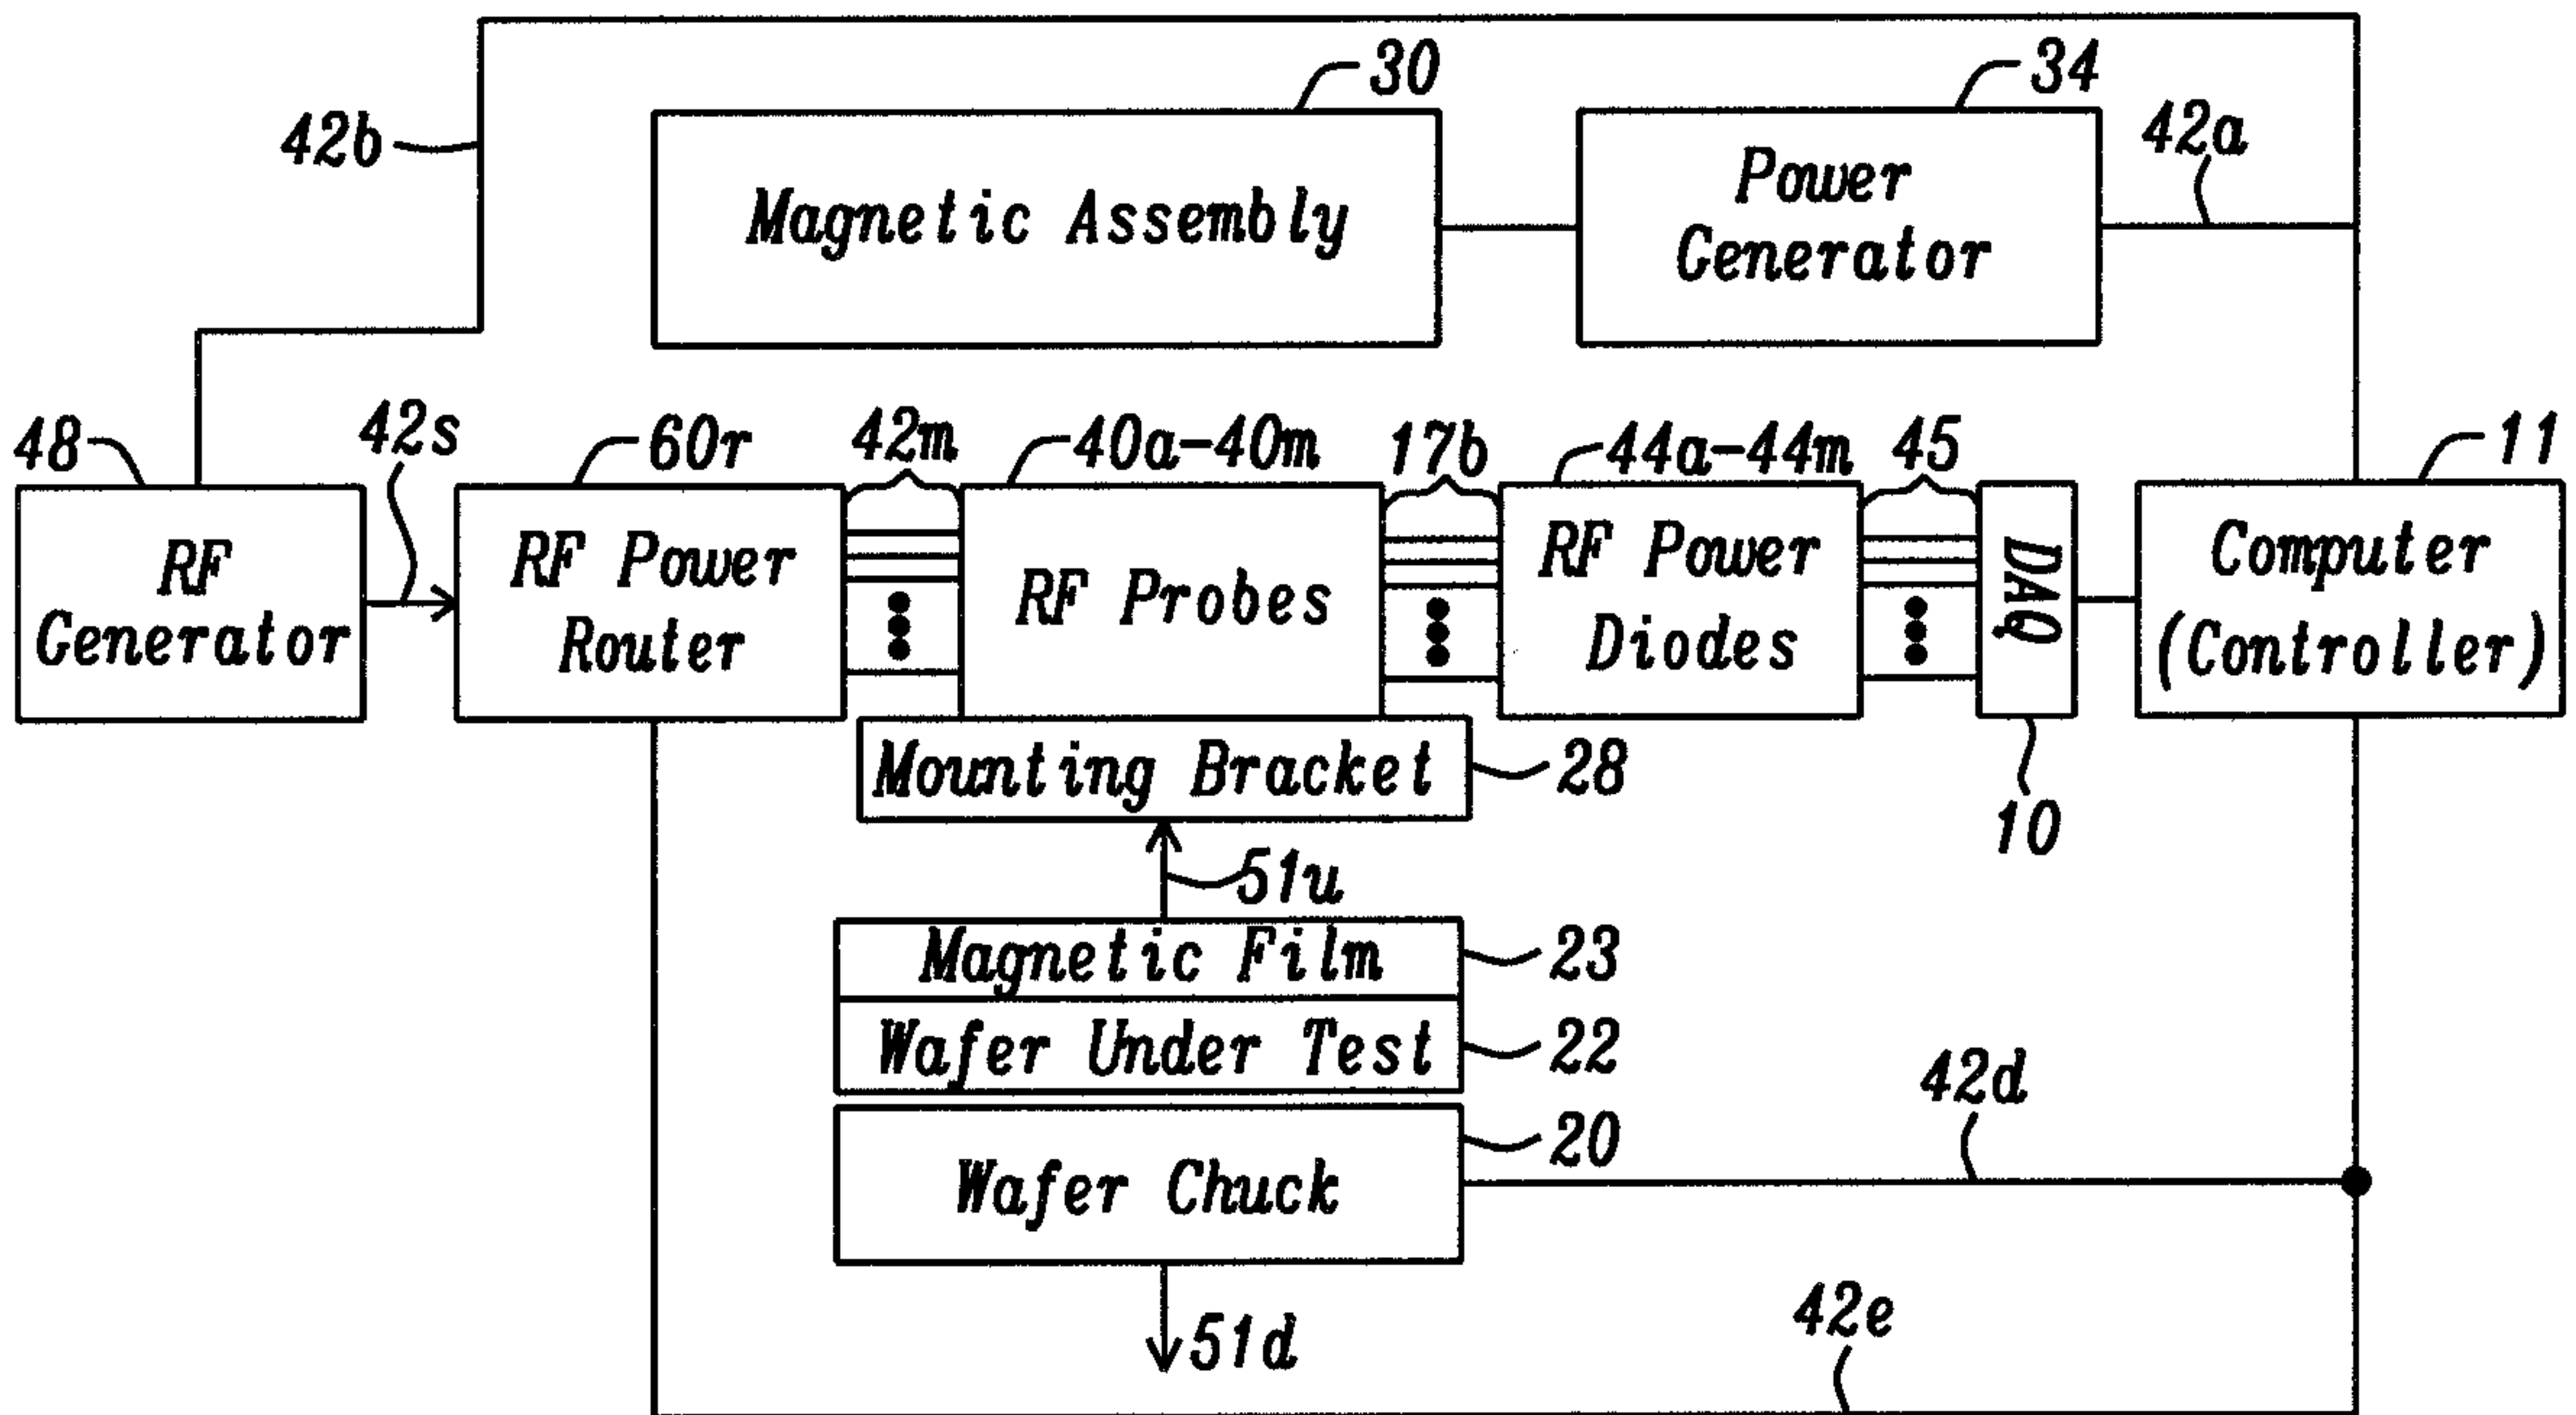 30
34
42b
42a
Magnetic Assembly
Power
Generator
48
42s
60r
42m
40a-40m
17b
44a-44m
45
11
RF
Generator
RF Power
Router
RF Probes
RF Power
Diodes
DAQ
Computer
(Controller)
Mounting Bracket
28
10
51u
Magnetic Film
23
Wafer Under Test
22
42d
20
Wafer Chuck
51d
42e